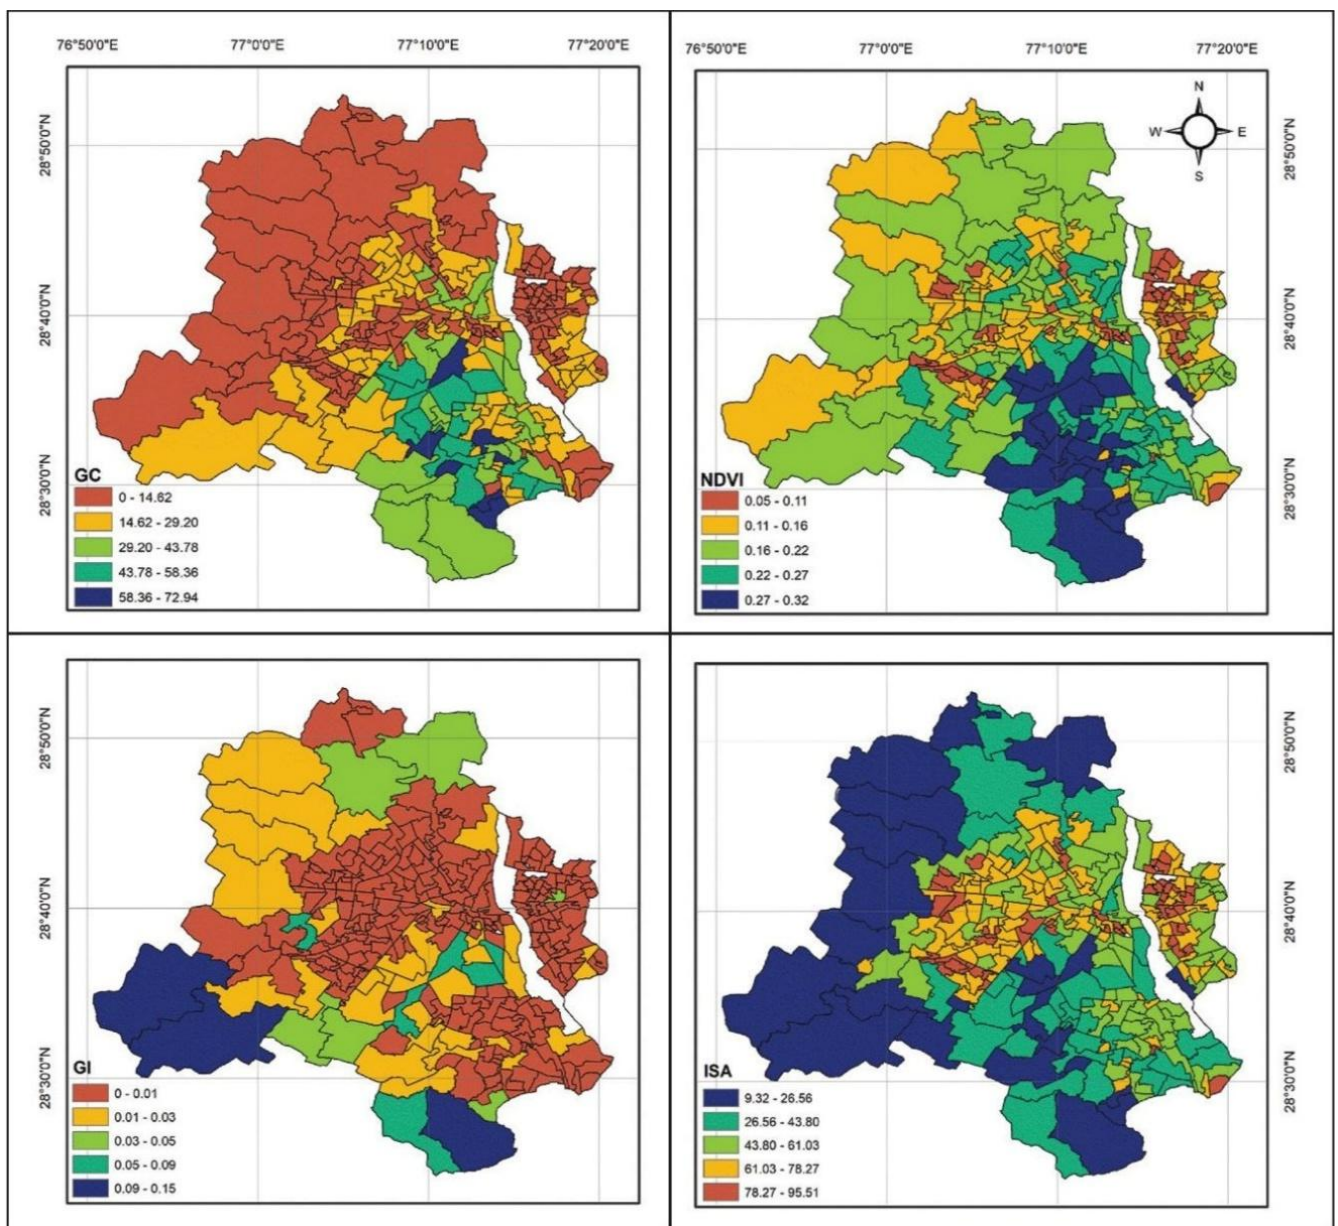 76°50'0"E 77°0'0"E 77°10'0"E 77°20'0"E
28°50'0"N
28°40'0"N
28°30'0"N
GC
0 - 14.62
14.62 - 29.20
29.20 - 43.78
43.78 - 58.36
58.36 - 72.94
76°50'0"E 77°0'0"E 77°10'0"E 77°20'0"E
N
W E
S
28°50'0"N
28°40'0"N
28°30'0"N
NDVI
0.05 - 0.11
0.11 - 0.16
0.16 - 0.22
0.22 - 0.27
0.27 - 0.32
28°50'0"N
28°40'0"N
28°30'0"N
GI
0 - 0.01
0.01 - 0.03
0.03 - 0.05
0.05 - 0.09
0.09 - 0.15
28°50'0"N
28°40'0"N
28°30'0"N
ISA
9.32 - 26.56
26.56 - 43.80
43.80 - 61.03
61.03 - 78.27
78.27 - 95.51